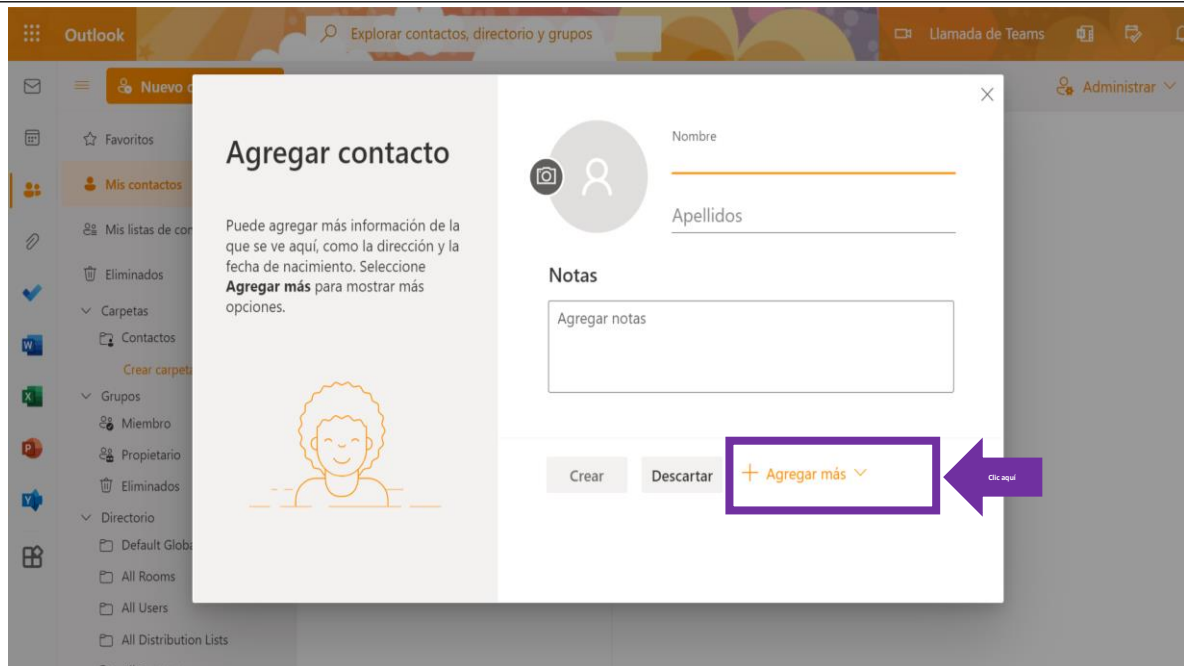 Outlook
Explorar contactos, directorio y grupos
Llamada de Teams
Nuevo
Administrar
Favoritos
Mis contactos
Mis listas de con
Eliminados
Carpetas
Contactos
Crear carpeta
Grupos
Miembro
Propietario
Eliminados
Directorio
Default Globa
All Rooms
All Users
All Distribution Lists
Agregar contacto
Puede agregar más información de la
que se ve aquí, como la dirección y la
fecha de nacimiento. Seleccione
Agregar más para mostrar más
opciones.
Nombre
Apellidos
Notas
Agregar notas
Crear
Descartar
Agregar más
Clic aquí